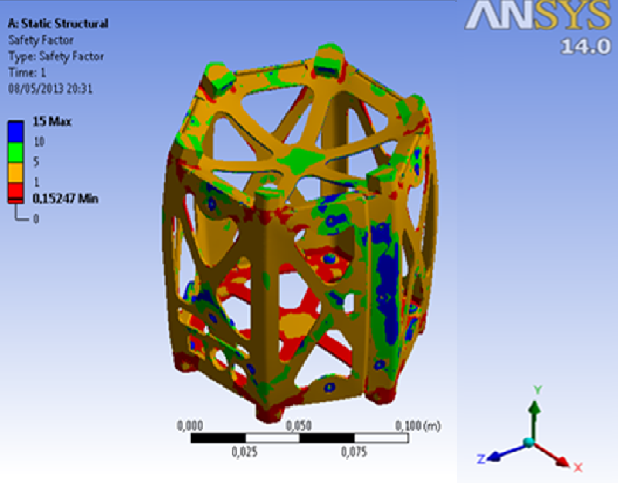 A: Static Structural
Safety Factor
Type: Safety Factor
Time: 1
08/05/2013 20:31
15 Max
10
5
1
0,15247 Min
0
ANSYS
14.0
0,000
0,050
0,100 (m)
0,025
0,075
Y
Z
X